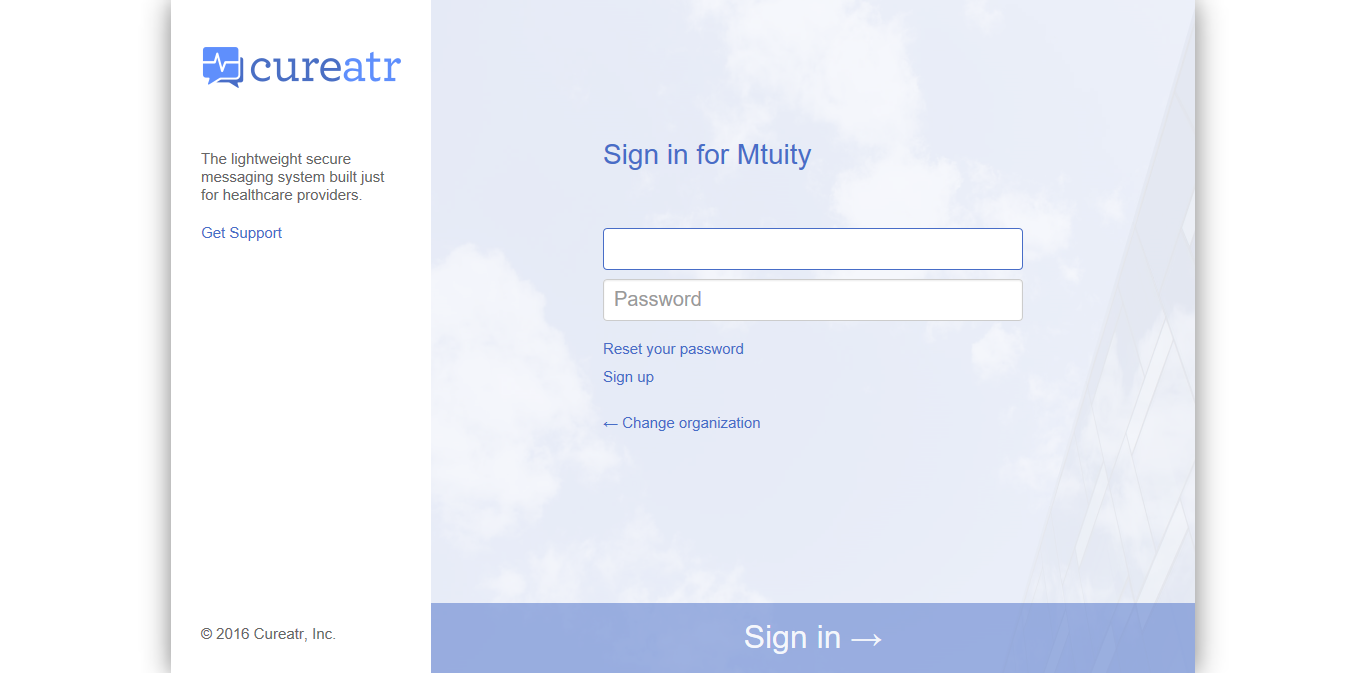 cureatr
The lightweight secure
messaging system built just
for healthcare providers.
Get Support
© 2016 Cureatr, Inc.
Sign in for Mtuity
Password
Reset your password
Sign up
← Change organization
Sign in →